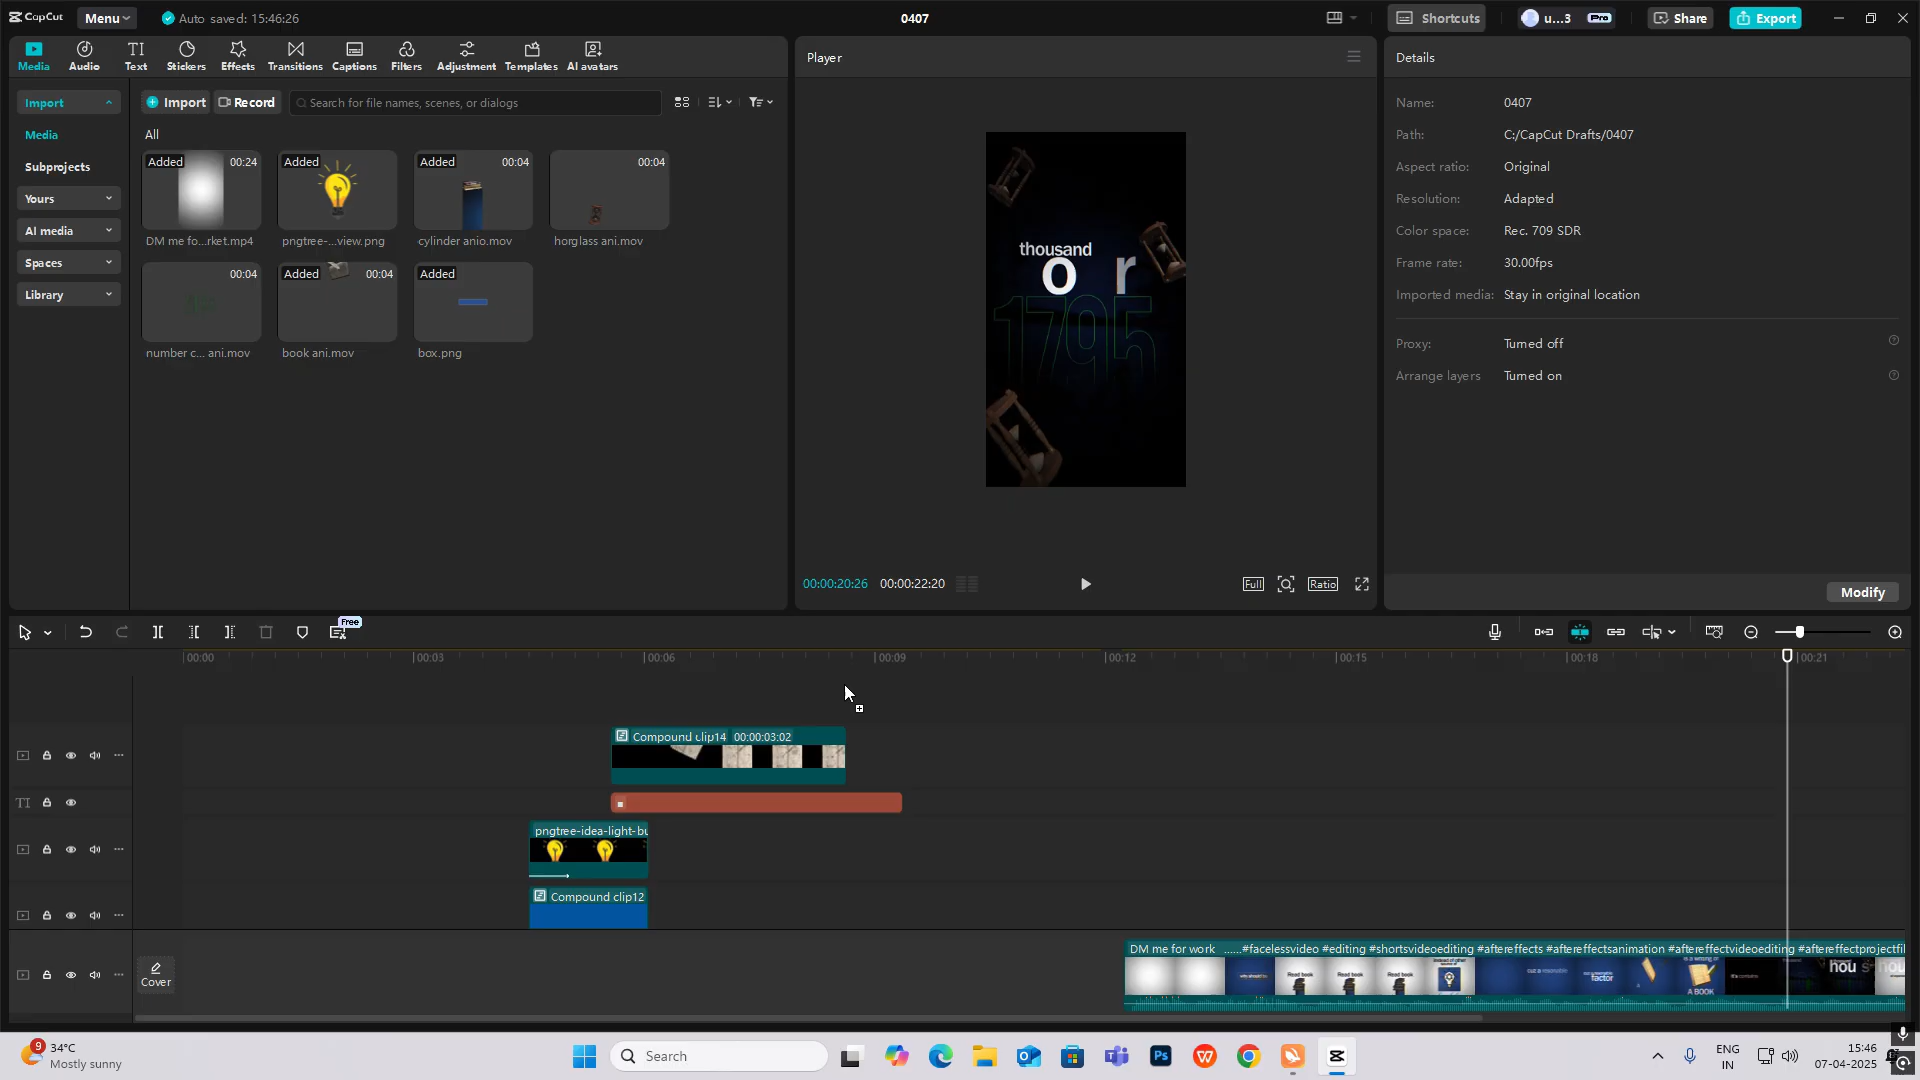 CapCut
Menu
Auto saved: 15:46:26
0407
Shortcuts
u...3
Pro
Share
Export
Media
Audio
Text
Stickers
Effects
Transitions
Captions
Filters
Adjustment
Templates
AI avatars
Import
Media
Subprojects
Yours
AI media
Spaces
Library
Import
Record
Search for file names, scenes, or dialogs
All
Added
00:24
DM me fo...rket.mp4
Added
pngtree-...view.png
Added
00:04
cylinder anio.mov
00:04
horglass ani.mov
00:04
number c... ani.mov
Added
00:04
book ani.mov
Added
box.png
Player
thousand
o r
1795
00:00:20:26
00:00:22:20
Full
Ratio
Details
Name: 0407
Path: C:/CapCut Drafts/0407
Aspect ratio: Original
Resolution: Adapted
Color space: Rec. 709 SDR
Frame rate: 30.00fps
Imported media: Stay in original location
Proxy: Turned off
Arrange layers Turned on
Modify
Free
00:00
00:03
00:06
00:09
00:12
00:15
00:18
00:21
Compound clip14 00:00:03:02
pngtree-idea-light-bu
Compound clip12
Cover
DM me for work ......#facelessvideo #editing #shortsvideoediting #aftereffects #aftereffectsanimation #aftereffectvideoediting #aftereffectprojectfil
Read book
Read book
Read book
factor
A BOOK
nou
9
34°C
Mostly sunny
Search
Ps
ENG
IN
15:46
07-04-2025